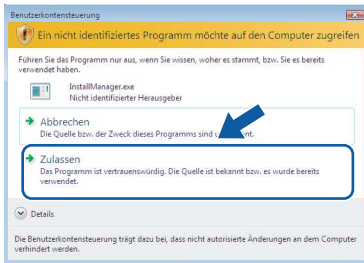 Benutzerkontensteuerung
Ein nicht identifiziertes Programm möchte auf den Computer zugreifen
Führen Sie das Programm nur aus, wenn Sie wissen, woher es stammt, bzw. Sie es bereits
verwendet haben.
InstallManager.exe
Nicht identifizierter Herausgeber
Abbrechen
Die Quelle bzw. der Zweck dieses Programms sind
Zulassen
Das Programm ist vertrauenswürdig. Die Quelle ist bekannt bzw. es wurde bereits
verwendet.
Details
Die Benutzerkontensteuerung trägt dazu bei, dass nicht autorisierte Änderungen an dem Computer
verhindert werden.